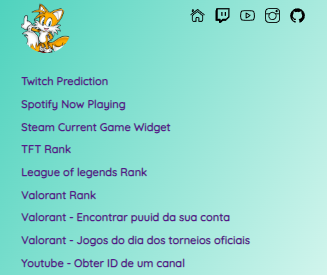 Twitch Prediction
Spotify Now Playing
Steam Current Game Widget
TFT Rank
League of legends Rank
Valorant Rank
Valorant - Encontrar puuid da sua conta
Valorant - Jogos do dia dos torneios oficiais
Youtube - Obter ID de um canal